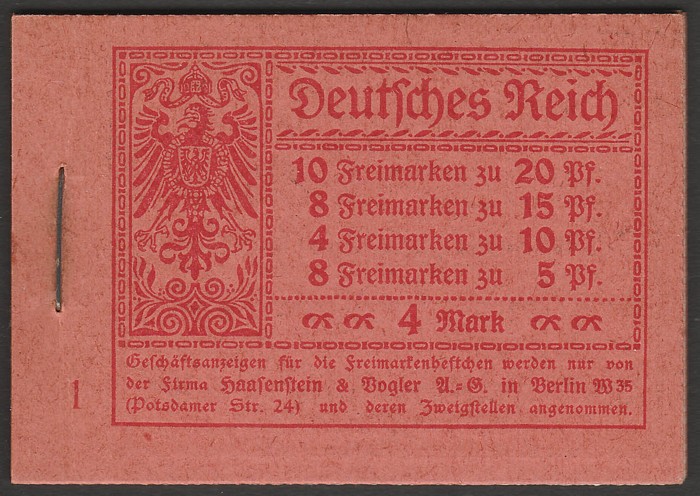 Deutſches Reich
10 Freimarken zu 20 Pf.
8 Freimarken zu 15 Pf.
4 Freimarken zu 10 Pf.
8 Freimarken zu 5 Pf.
4 Mark
Geſchäftsanzeigen für die Freimarkenheftchen werden nur von
der Firma Haaſenſtein & Vogler A.=G. in Berlin W 35
(Potsdamer Str. 24) und deren Zweigſtellen angenommen.
1